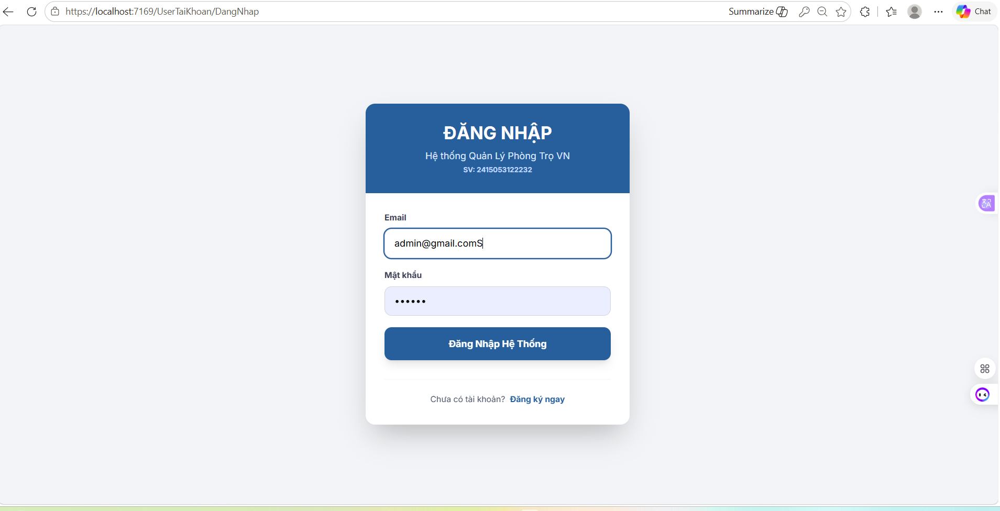 https://localhost:7169/UserTaiKhoan/DangNhap
Summarize
Chat
ĐĂNG NHẬP
Hệ thống Quản Lý Phòng Trọ VN
SV: 2415053122232
Email
admin@gmail.comS
Mật khẩu
••••••
Đăng Nhập Hệ Thống
Chưa có tài khoản? Đăng ký ngay